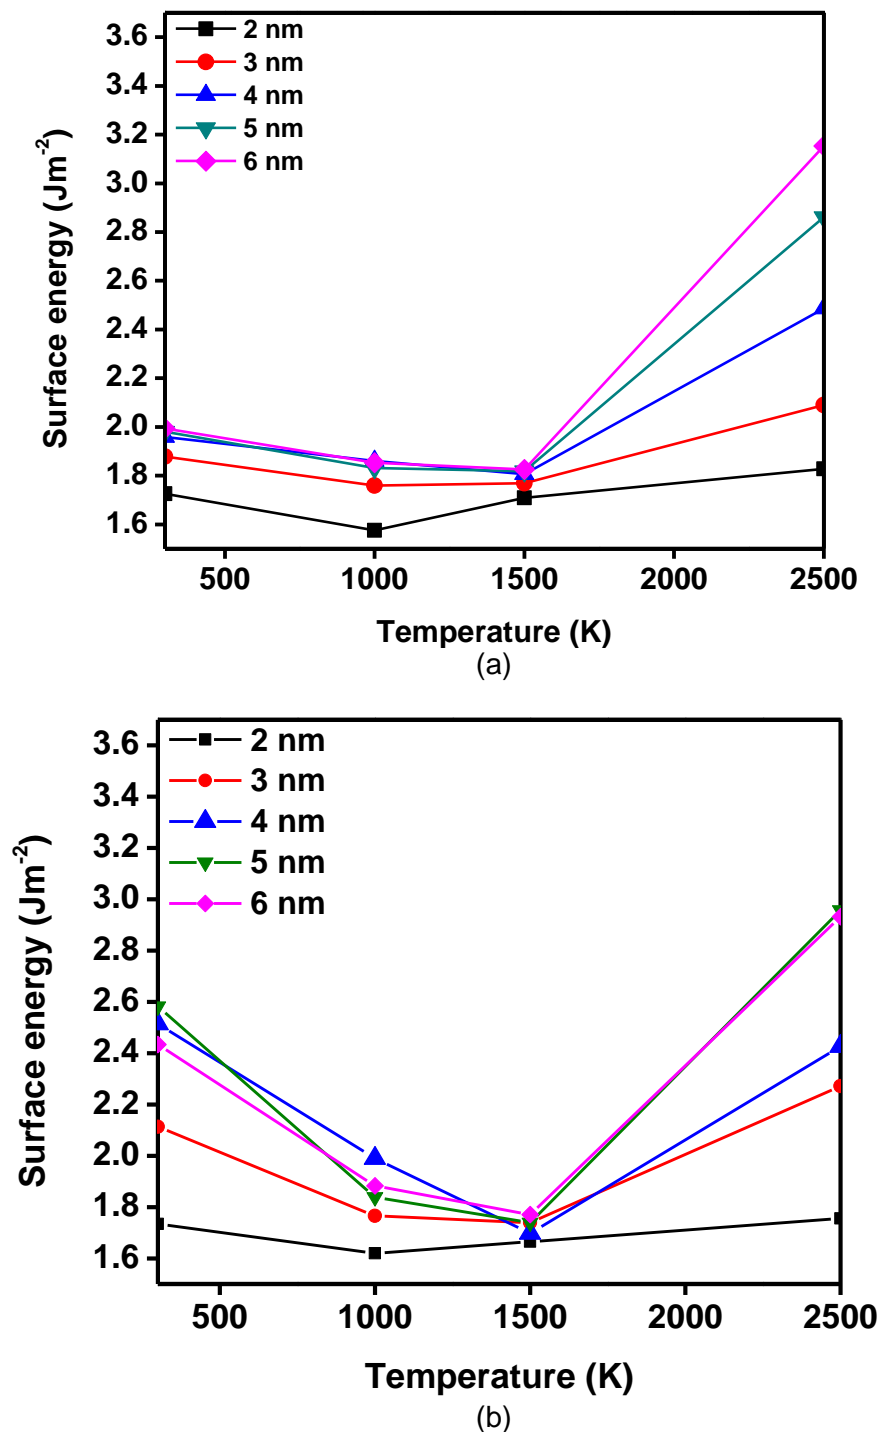 3.6
3.4
3.2
3.0
2.8
2.6
2.4
2.2
2.0
1.8
1.6
Surface energy (Jm-2)
2 nm
3 nm
4 nm
5 nm
6 nm
500 1000 1500 2000 2500
Temperature (K)
(a)
3.6
3.4
3.2
3.0
2.8
2.6
2.4
2.2
2.0
1.8
1.6
Surface energy (Jm-2)
2 nm
3 nm
4 nm
5 nm
6 nm
500 1000 1500 2000 2500
Temperature (K)
(b)